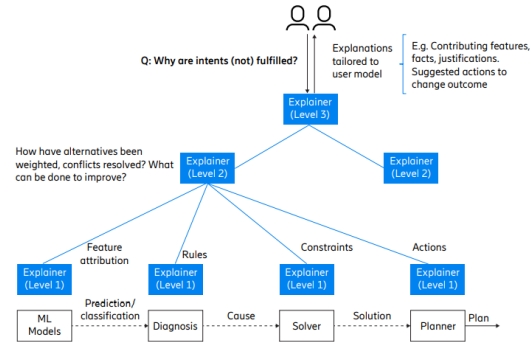 Q: Why are intents (not) fulfilled?
Explanations
tailored to
user model
E.g. Contributing features,
facts, justifications.
Suggested actions to
change outcome
Explainer
(Level 3)
How have alternatives been
weighted, conflicts resolved? What
can be done to improve?
Explainer
(Level 2)
Explainer
(Level 2)
Feature
attribution
Rules
Constraints
Actions
Explainer
(Level 1)
Explainer
(Level 1)
Explainer
(Level 1)
Explainer
(Level 1)
ML
Models
Prediction/
classification
Diagnosis
Cause
Solver
Solution
Planner
Plan